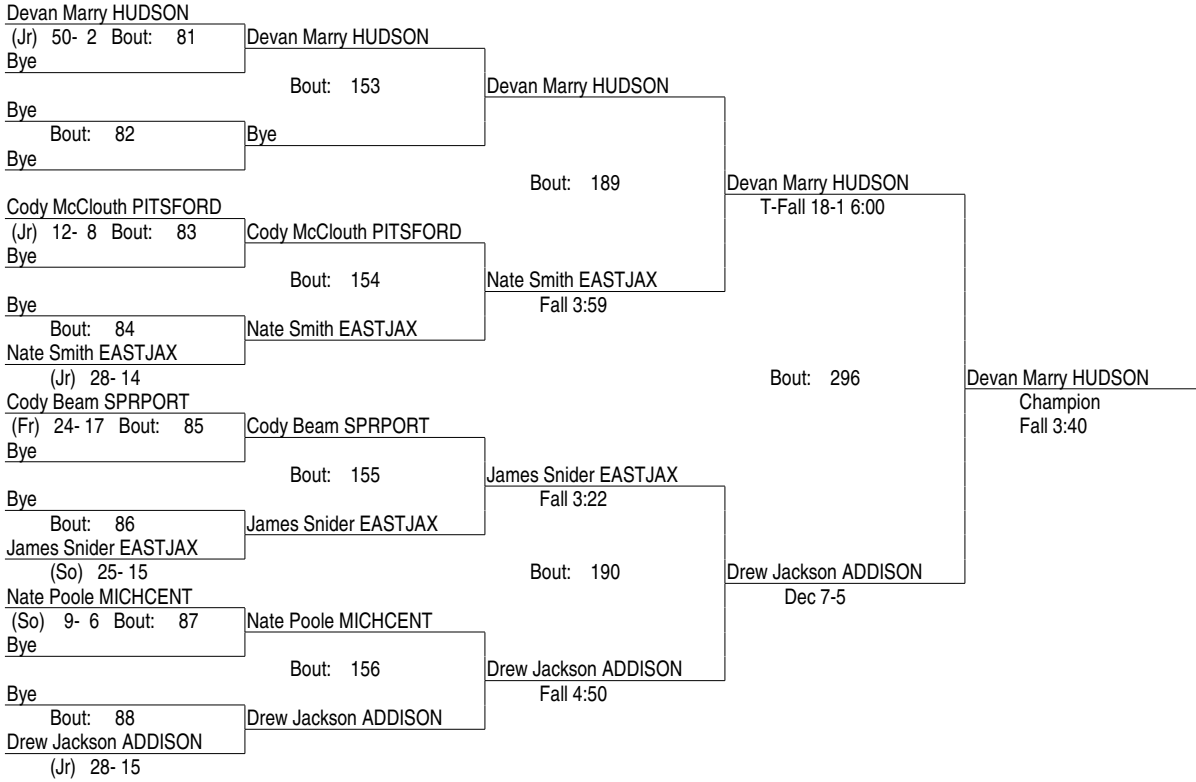 Devan Marry HUDSON
(Jr) 50- 2 Bout: 81
Devan Marry HUDSON
Bye
Bout: 153
Devan Marry HUDSON
Bye
Bout: 82
Bye
Bye
Bout: 189
Devan Marry HUDSON
T-Fall 18-1 6:00
Cody McClouth PITSFORD
(Jr) 12- 8 Bout: 83
Cody McClouth PITSFORD
Bye
Bout: 154
Nate Smith EASTJAX
Fall 3:59
Bye
Bout: 84
Nate Smith EASTJAX
Nate Smith EASTJAX
(Jr) 28- 14
Bout: 296
Devan Marry HUDSON
Champion
Fall 3:40
Cody Beam SPRPORT
(Fr) 24- 17 Bout: 85
Cody Beam SPRPORT
Bye
Bout: 155
James Snider EASTJAX
Fall 3:22
Bye
Bout: 86
James Snider EASTJAX
James Snider EASTJAX
(So) 25- 15
Bout: 190
Drew Jackson ADDISON
Dec 7-5
Nate Poole MICHCENT
(So) 9- 6 Bout: 87
Nate Poole MICHCENT
Bye
Bout: 156
Drew Jackson ADDISON
Fall 4:50
Bye
Bout: 88
Drew Jackson ADDISON
Drew Jackson ADDISON
(Jr) 28- 15